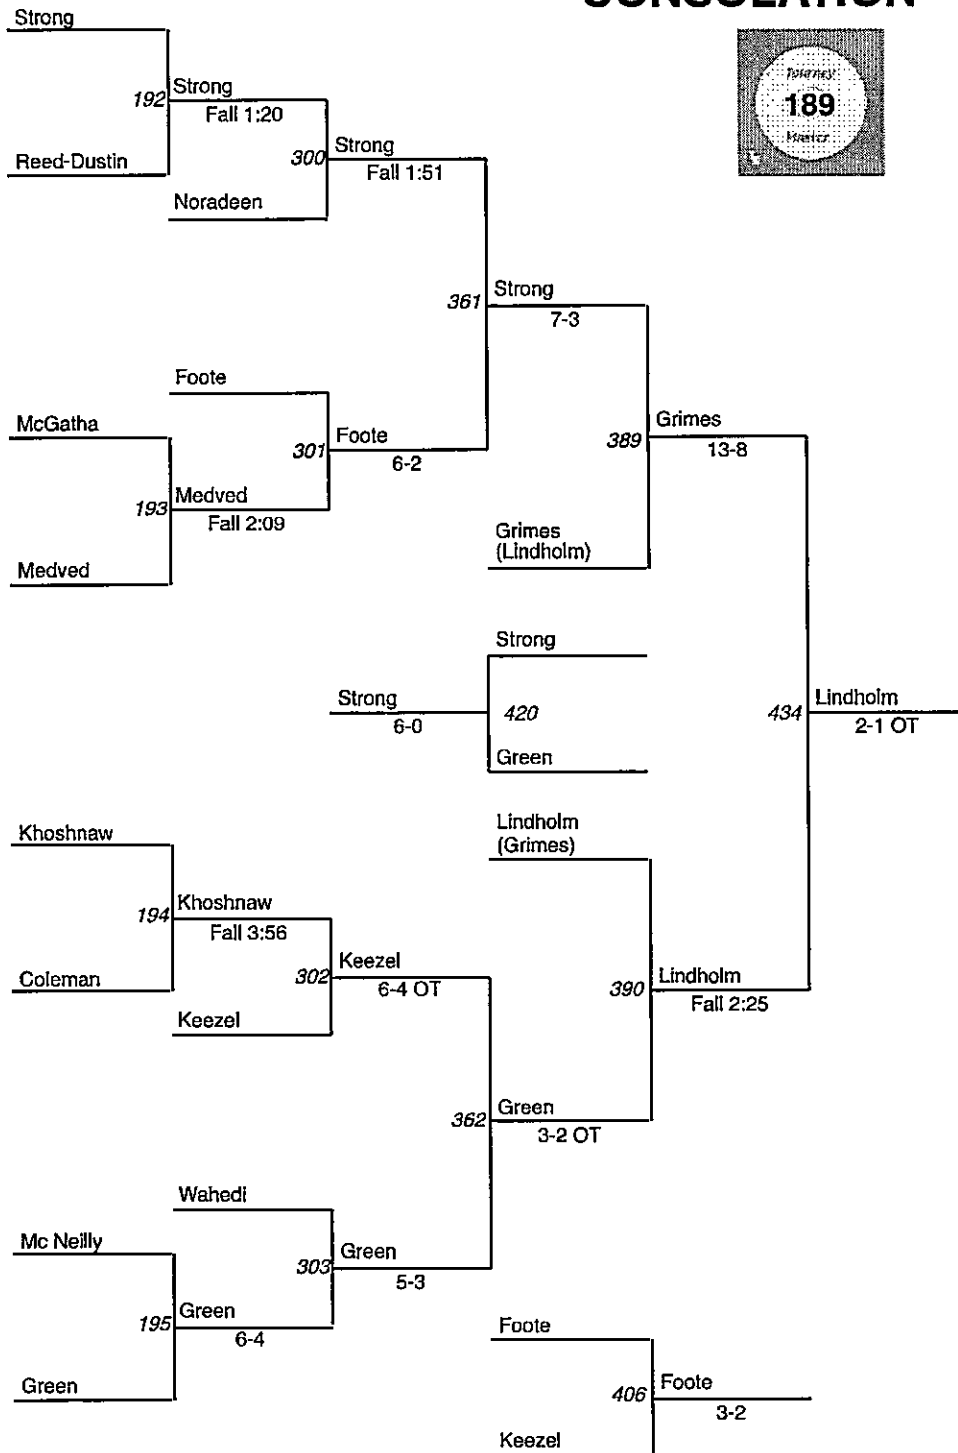 CONSOLATION
Strong
Tourney
189
Master
192
Strong
Fall 1:20
Reed-Dustin
300
Strong
Fall 1:51
Noradeen
361
Strong
7-3
Foote
McGatha
301
Foote
6-2
389
Grimes
13-8
193
Medved
Fall 2:09
Medved
Grimes
(Lindholm)
Strong
Strong
6-0
420
434
Lindholm
2-1 OT
Green
Khoshnaw
Lindholm
(Grimes)
194
Khoshnaw
Fall 3:56
Coleman
302
Keezel
6-4 OT
390
Lindholm
Fall 2:25
Keezel
362
Green
3-2 OT
Wahedi
Mc Neilly
303
Green
5-3
195
Green
6-4
Foote
Green
406
Foote
3-2
Keezel